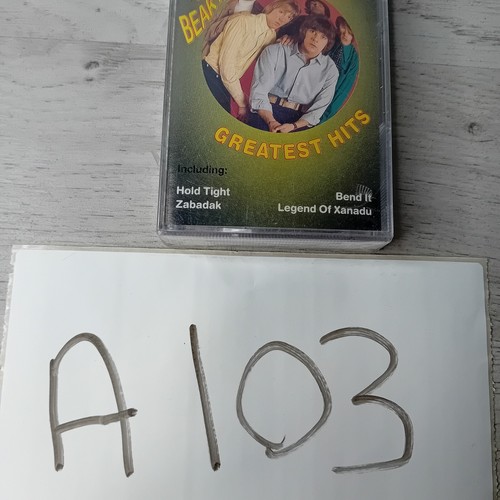 BEAK
GREATEST HITS
Including:
Hold Tight
Zabadak
Bend It
Legend Of Xanadu
A103